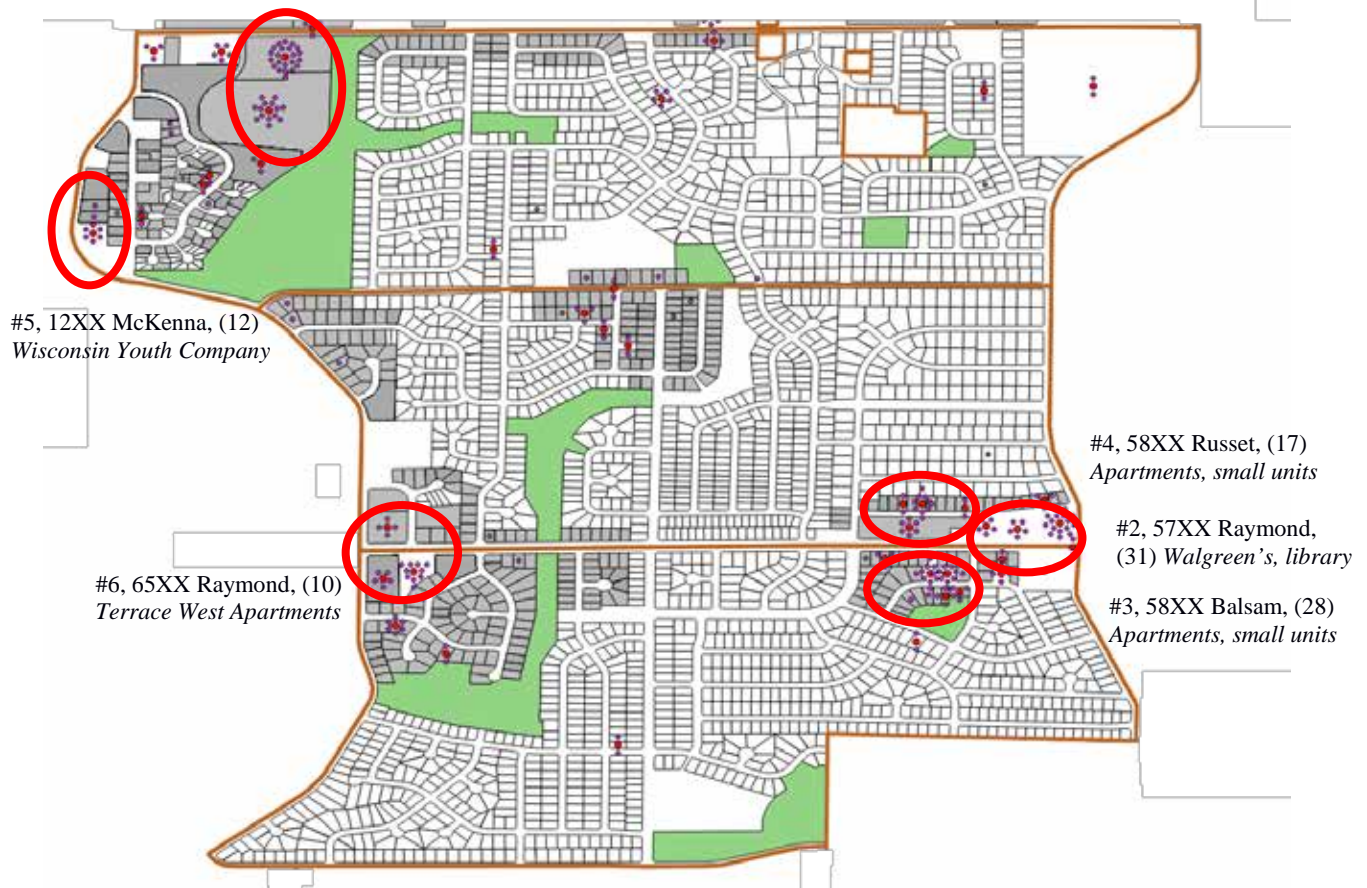 #5, 12XX McKenna, (12)
Wisconsin Youth Company
#4, 58XX Russet, (17)
Apartments, small units
#2, 57XX Raymond,
(31) Walgreen's, library
#6, 65XX Raymond, (10)
Terrace West Apartments
#3, 58XX Balsam, (28)
Apartments, small units